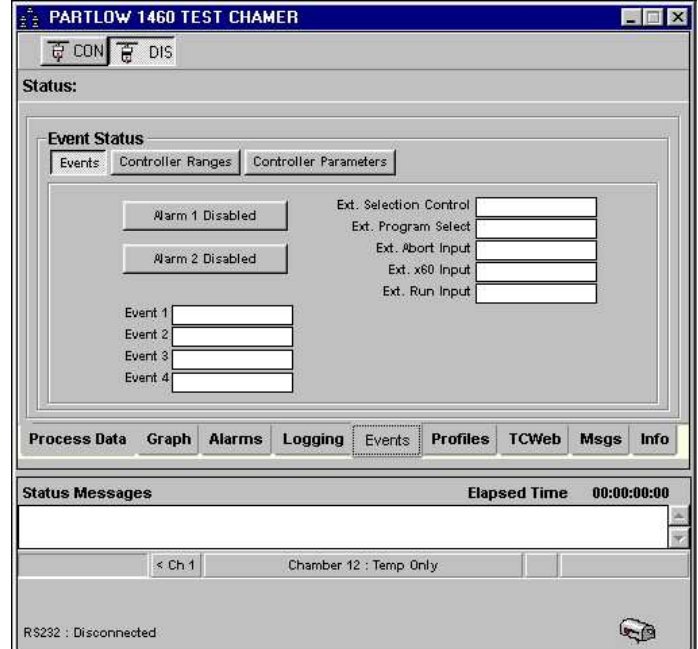 PARTLOW 1460 TEST CHAMER
CON DIS
Status:
Event Status
Events Controller Ranges Controller Parameters
Alarm 1 Disabled
Alarm 2 Disabled
Ext. Selection Control
Ext. Program Select
Ext. Abort Input
Ext. x60 Input
Ext. Run Input
Event 1
Event 2
Event 3
Event 4
Process Data Graph Alarms Logging Events Profiles TCWeb Msgs Info
Status Messages Elapsed Time 00:00:00:00
< Ch 1 Chamber 12 : Temp Only
RS232 : Disconnected